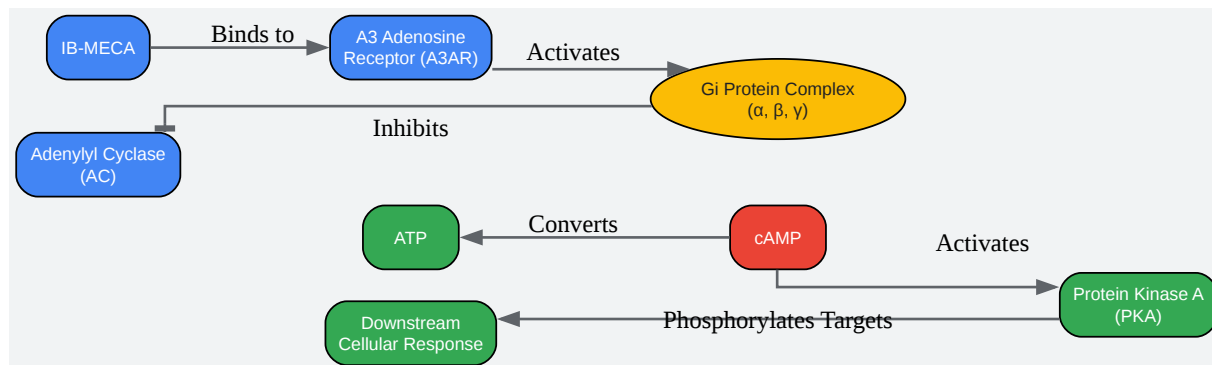 IB-MECA
Binds to
A3 Adenosine
Receptor (A3AR)
Activates
Gi Protein Complex
(α, β, γ)
Inhibits
Adenylyl Cyclase
(AC)
ATP
Converts
cAMP
Activates
Protein Kinase A
(PKA)
Phosphorylates Targets
Downstream
Cellular Response